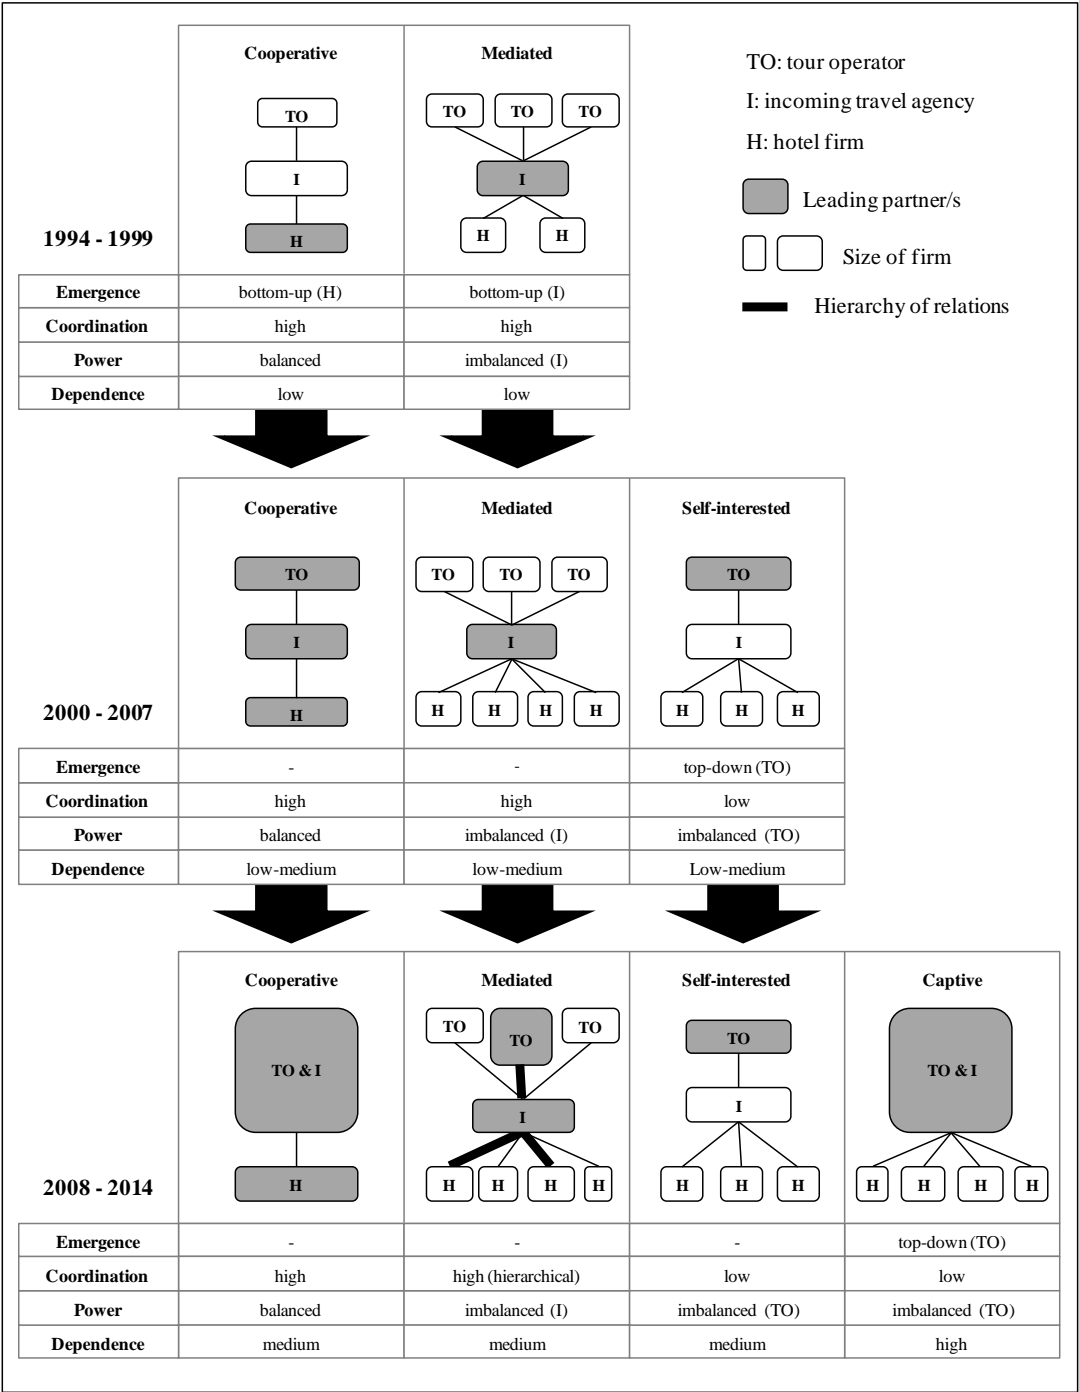 Cooperative Mediated
TO: tour operator
I: incoming travel agency
H: hotel firm
Leading partner/s
Size of firm
Hierarchy of relations
TO TO TO TO
I I
H H H
1994 - 1999
Emergence bottom-up (H) bottom-up (I)
Coordination high high
Power balanced imbalanced (I)
Dependence low low
Cooperative Mediated Self-interested
TO TO TO TO TO
I I I
H H H H H H H H
2000 - 2007
Emergence - - top-down (TO)
Coordination high high low
Power balanced imbalanced (I) imbalanced (TO)
Dependence low-medium low-medium Low-medium
Cooperative Mediated Self-interested Captive
TO & I TO TO TO TO TO & I
I I
H H H H H H H H H H H H
2008 - 2014
Emergence - - - top-down (TO)
Coordination high high (hierarchical) low low
Power balanced imbalanced (I) imbalanced (TO) imbalanced (TO)
Dependence medium medium medium high